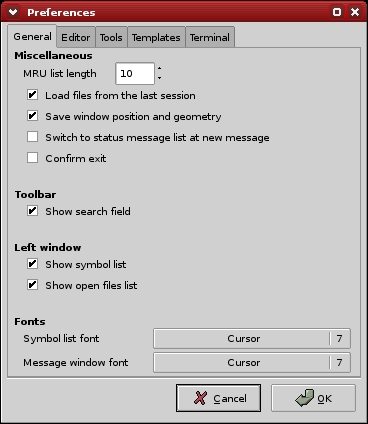 Preferences
General Editor Tools Templates Terminal
Miscellaneous
MRU list length 10
Load files from the last session
Save window position and geometry
Switch to status message list at new message
Confirm exit
Toolbar
Show search field
Left window
Show symbol list
Show open files list
Fonts
Symbol list font Cursor 7
Message window font Cursor 7
Cancel OK